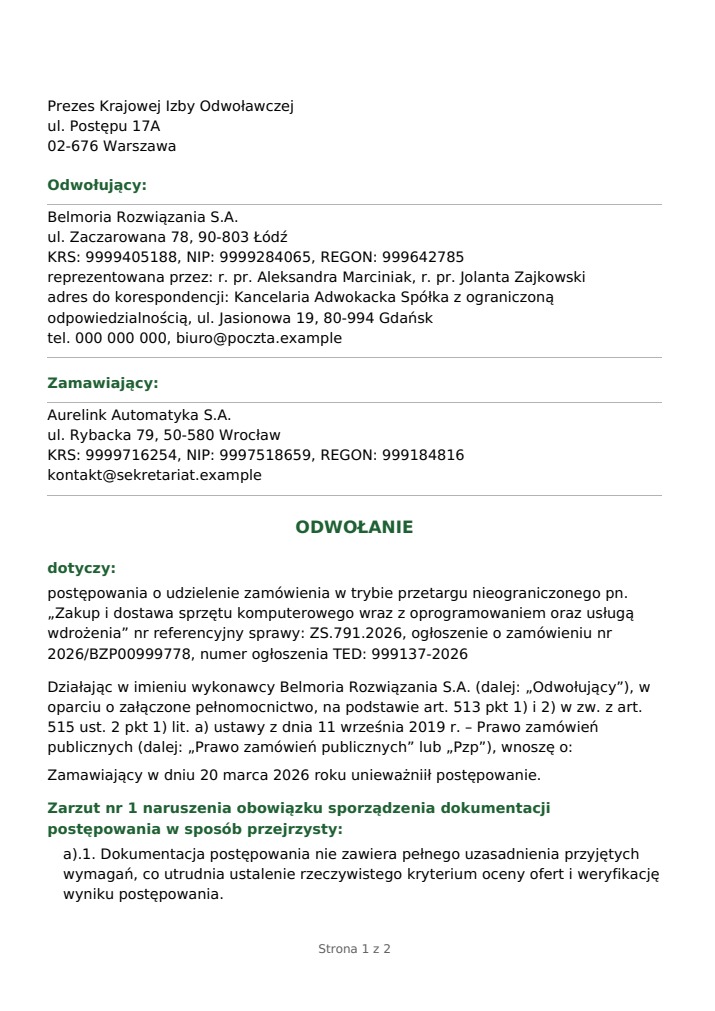 Prezes Krajowej Izby Odwoławczej
ul. Postępu 17A
02-676 Warszawa
Odwołujący:
Belmoria Rozwiązania S.A.
ul. Zaczarowana 78, 90-803 Łódź
KRS: 9999405188, NIP: 9999284065, REGON: 999642785
reprezentowana przez: r. pr. Aleksandra Marciniak, r. pr. Jolanta Zajkowski
adres do korespondencji: Kancelaria Adwokacka Spółka z ograniczoną
odpowiedzialnością, ul. Jasionowa 19, 80-994 Gdańsk
tel. 000 000 000, biuro@poczta.example
Zamawiający:
Aurelink Automatyka S.A.
ul. Rybacka 79, 50-580 Wrocław
KRS: 9999716254, NIP: 9997518659, REGON: 999184816
kontakt@sekretariat.example
ODWOŁANIE
dotyczy:
postępowania o udzielenie zamówienia w trybie przetargu nieograniczonego pn.
„Zakup i dostawa sprzętu komputerowego wraz z oprogramowaniem oraz usługą
wdrożenia” nr referencyjny sprawy: ZS.791.2026, ogłoszenie o zamówieniu nr
2026/BZP00999778, numer ogłoszenia TED: 999137-2026
Działając w imieniu wykonawcy Belmoria Rozwiązania S.A. (dalej: „Odwołujący”), w
oparciu o załączone pełnomocnictwo, na podstawie art. 513 pkt 1) i 2) w zw. z art.
515 ust. 2 pkt 1) lit. a) ustawy z dnia 11 września 2019 r. – Prawo zamówień
publicznych (dalej: „Prawo zamówień publicznych” lub „Pzp”), wnoszę o:
Zamawiający w dniu 20 marca 2026 roku unieważniił postępowanie.
Zarzut nr 1 naruszenia obowiązku sporządzenia dokumentacji
postępowania w sposób przejrzysty:
a).1. Dokumentacja postępowania nie zawiera pełnego uzasadnienia przyjętych
wymagań, co utrudnia ustalenie rzeczywistego kryterium oceny ofert i weryfikację
wyniku postępowania.
Strona 1 z 2